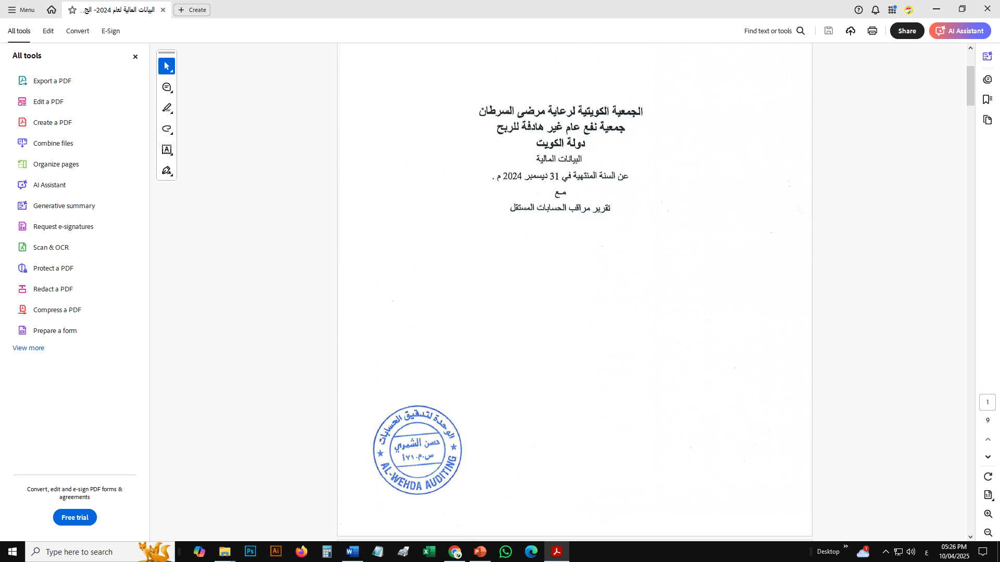 Menu
البيانات المالية لعام 2024- الج..
Create
All tools
Edit
Convert
E-Sign
Find text or tools
Share
AI Assistant
All tools
Export a PDF
Edit a PDF
Create a PDF
Combine files
Organize pages
AI Assistant
Generative summary
Request e-signatures
Scan & OCR
Protect a PDF
Redact a PDF
Compress a PDF
Prepare a form
View more
Convert, edit and e-sign PDF forms &
agreements
Free trial
الجمعية الكويتية لرعاية مرضى السرطان
جمعية نفع عام غير هادفة للربح
دولة الكويت
البيانات المالية
عن السنة المنتهية في 31 ديسمبر 2024 م .
مع
تقرير مراقب الحسابات المستقل
الوحدة لتدقيق الحسابات
حسن الشمري
س.م.٧١أ
AL-WEHDA AUDITING
1
9
Type here to search
Desktop
1
ع
05:26 PM
10/04/2025